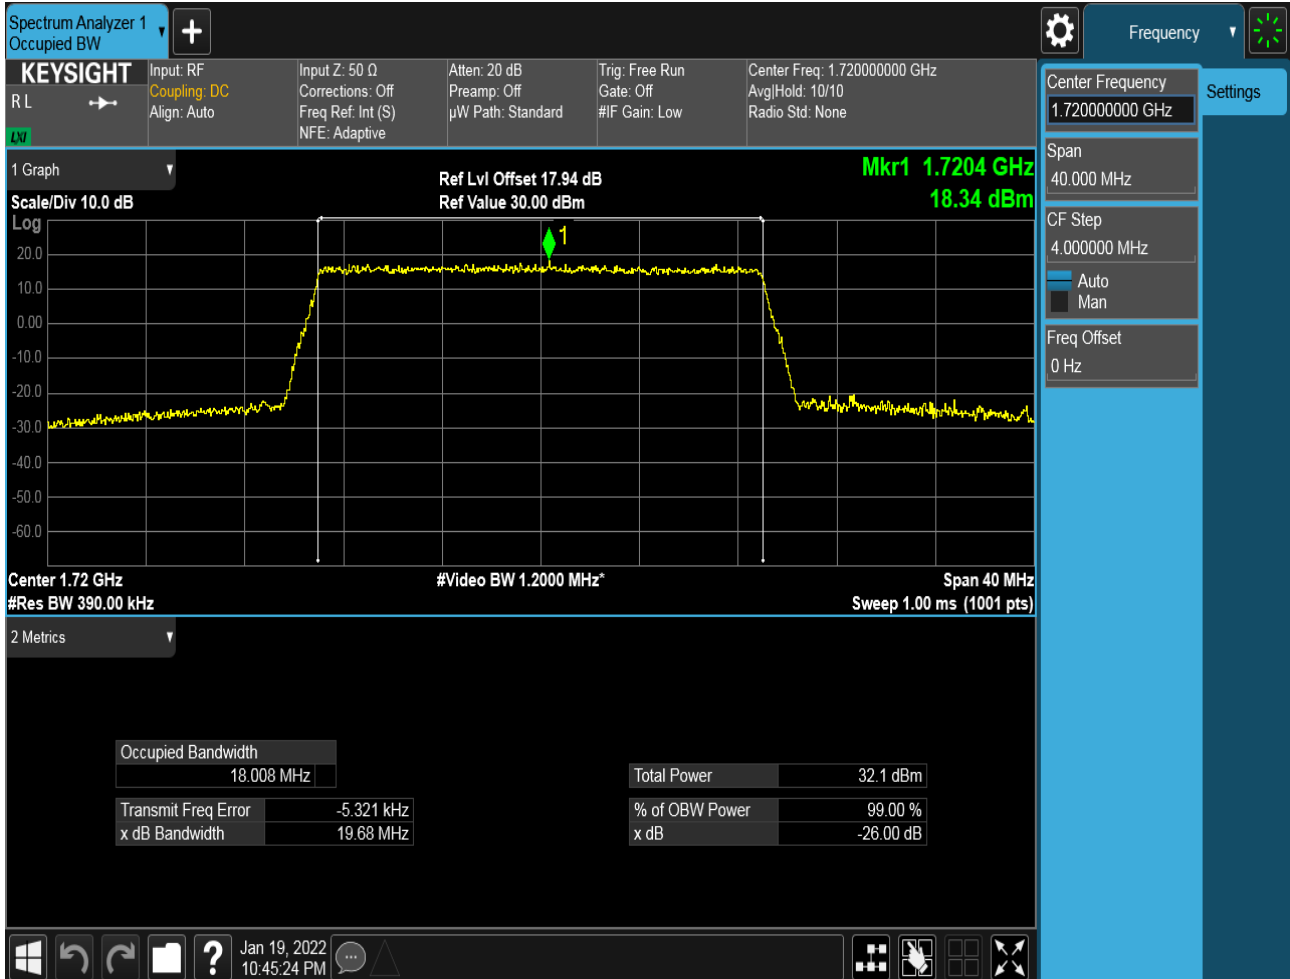 Spectrum Analyzer 1
Occupied BW
Frequency
KEYSIGHT
R L
LXI
Input: RF
Coupling: DC
Align: Auto
Input Z: 50 Ω
Corrections: Off
Freq Ref: Int (S)
NFE: Adaptive
Atten: 20 dB
Preamp: Off
µW Path: Standard
Trig: Free Run
Gate: Off
#IF Gain: Low
Center Freq: 1.720000000 GHz
Avg|Hold: 10/10
Radio Std: None
Center Frequency
1.720000000 GHz
Settings
Span
40.000 MHz
CF Step
4.000000 MHz
Auto
Man
Freq Offset
0 Hz
1 Graph
Scale/Div 10.0 dB
Ref Lvl Offset 17.94 dB
Ref Value 30.00 dBm
Mkr1 1.7204 GHz
18.34 dBm
Log
1
20.0
10.0
0.00
-10.0
-20.0
-30.0
-40.0
-50.0
-60.0
Center 1.72 GHz
#Video BW 1.2000 MHz*
Span 40 MHz
#Res BW 390.00 kHz
Sweep 1.00 ms (1001 pts)
2 Metrics
Occupied Bandwidth
18.008 MHz
Total Power 32.1 dBm
Transmit Freq Error -5.321 kHz
% of OBW Power 99.00 %
x dB Bandwidth 19.68 MHz
x dB -26.00 dB
?
Jan 19, 2022
10:45:24 PM